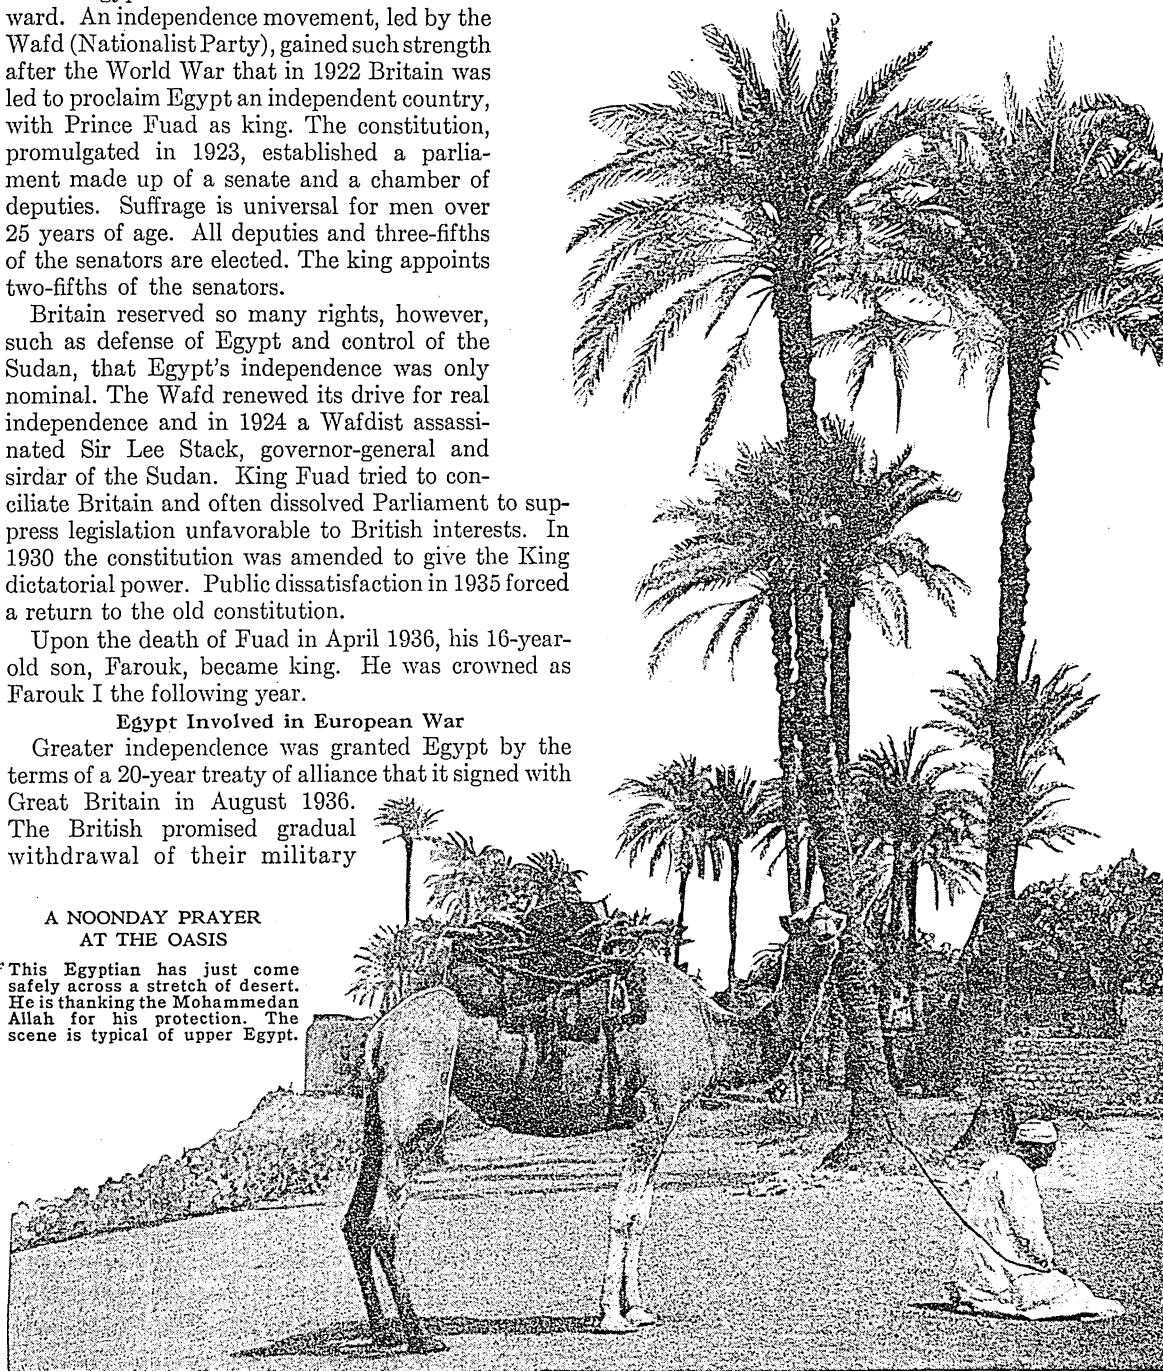 ward. An independence movement, led by the
Wafd (Nationalist Party), gained such strength
after the World War that in 1922 Britain was
led to proclaim Egypt an independent country,
with Prince Fuad as king. The constitution,
promulgated in 1923, established a parlia-
ment made up of a senate and a chamber of
deputies. Suffrage is universal for men over
25 years of age. All deputies and three-fifths
of the senators are elected. The king appoints
two-fifths of the senators.
Britain reserved so many rights, however,
such as defense of Egypt and control of the
Sudan, that Egypt's independence was only
nominal. The Wafd renewed its drive for real
independence and in 1924 a Wafdist assassi-
nated Sir Lee Stack, governor-general and
sirdar of the Sudan. King Fuad tried to con-
ciliate Britain and often dissolved Parliament to sup-
press legislation unfavorable to British interests. In
1930 the constitution was amended to give the King
dictatorial power. Public dissatisfaction in 1935 forced
a return to the old constitution.
Upon the death of Fuad in April 1936, his 16-year-
old son, Farouk, became king. He was crowned as
Farouk I the following year.
Egypt Involved in European War
Greater independence was granted Egypt by the
terms of a 20-year treaty of alliance that it signed with
Great Britain in August 1936.
The British promised gradual
withdrawal of their military
A NOONDAY PRAYER
AT THE OASIS
This Egyptian has just come
safely across a stretch of desert.
He is thanking the Mohammedan
Allah for his protection. The
scene is typical of upper Egypt.